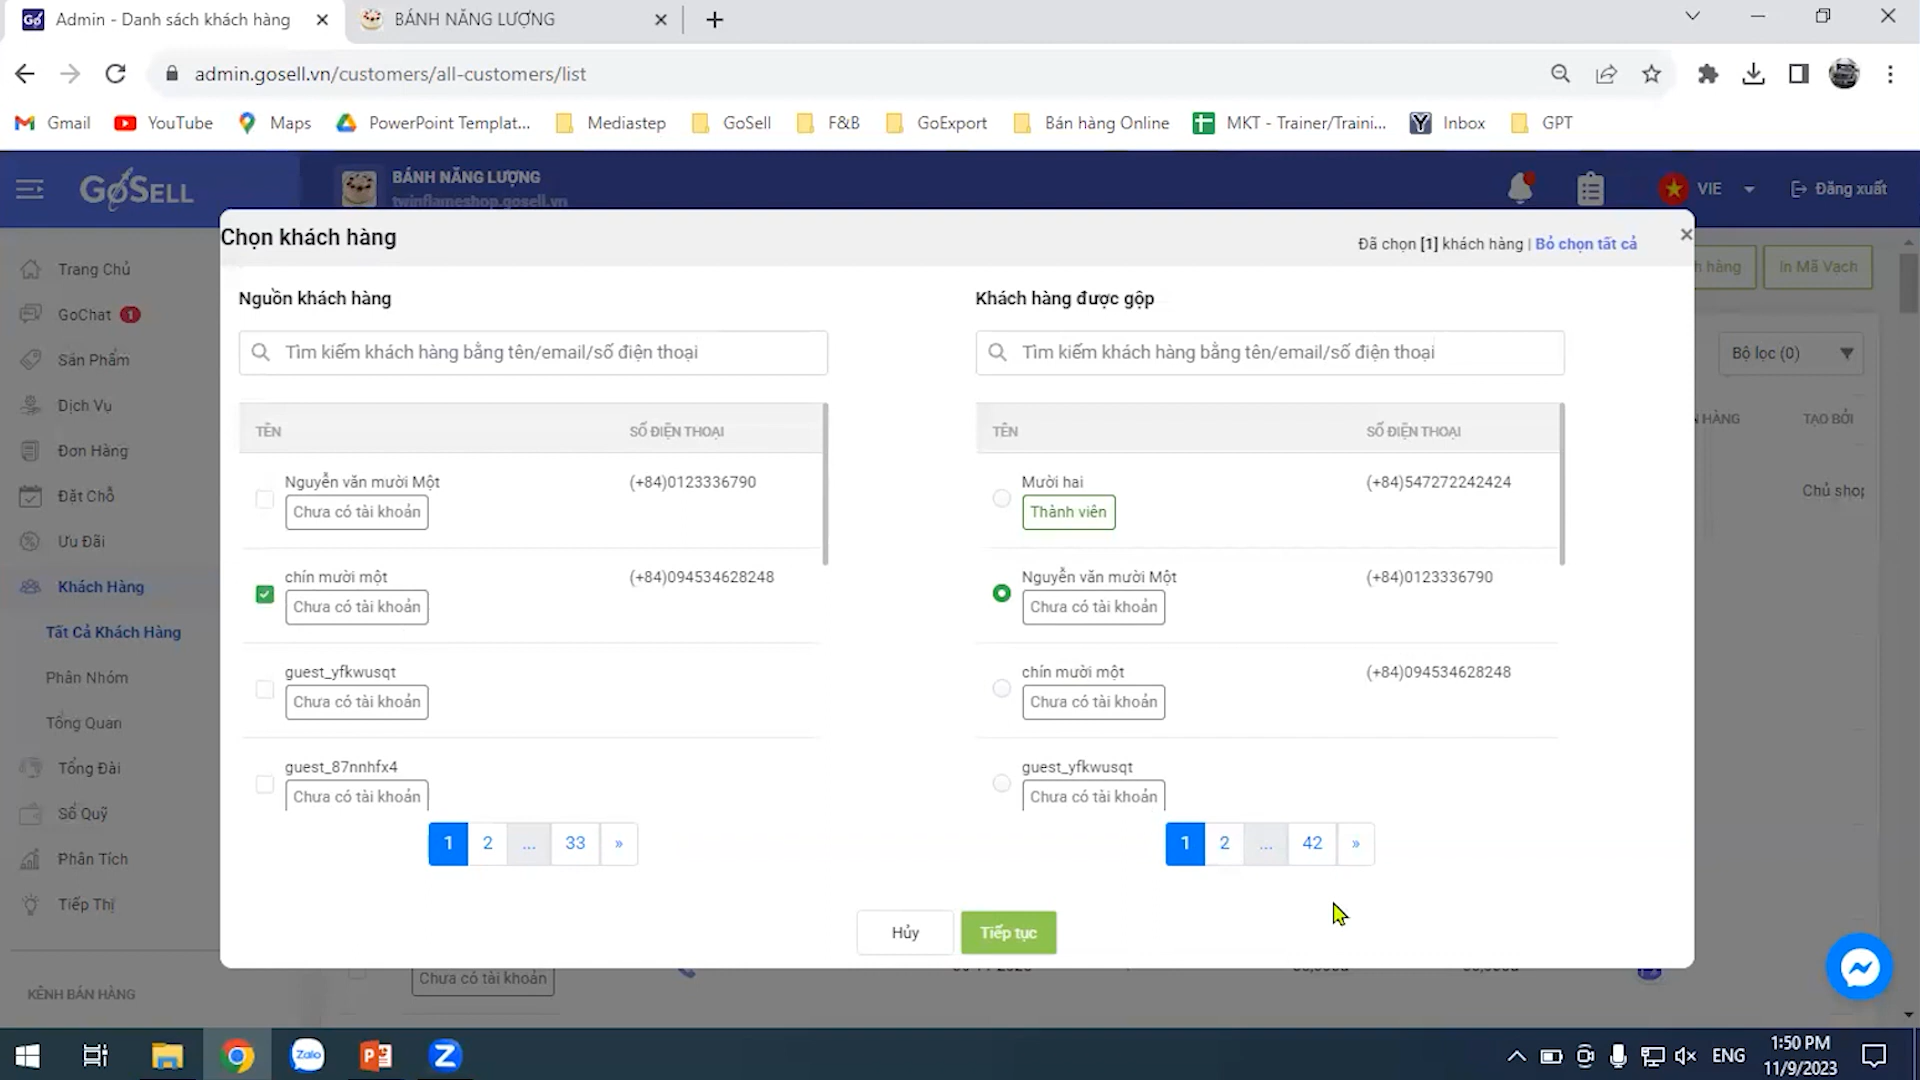 Admin - Danh sách khách hàng
BÁNH NĂNG LƯỢNG
admin.gosell.vn/customers/all-customers/list
Gmail
YouTube
Maps
PowerPoint Templat...
Mediastep
GoSell
F&B
GoExport
Bán hàng Online
MKT - Trainer/Traini...
Inbox
GPT
GOSELL
BÁNH NĂNG LƯỢNG
twinflameshop.gosell.vn
VIE
Đăng xuất
Trang Chủ
GoChat 1
Sản Phẩm
Dịch Vụ
Đơn Hàng
Đặt Chỗ
Ưu Đãi
Khách Hàng
Tất Cả Khách Hàng
Phân Nhóm
Tổng Quan
Tổng Đài
Sổ Quỹ
Phân Tích
Tiếp Thị
KÊNH BÁN HÀNG
Chọn khách hàng
Đã chọn [1] khách hàng | Bỏ chọn tất cả
Nguồn khách hàng
Tìm kiếm khách hàng bằng tên/email/số điện thoại
TÊN
SỐ ĐIỆN THOẠI
Nguyễn văn mười Một
(+84)0123336790
Chưa có tài khoản
chín mười một
(+84)094534628248
Chưa có tài khoản
guest_yfkwusqt
Chưa có tài khoản
guest_87nnhfx4
Chưa có tài khoản
1 2 ... 33 »
Khách hàng được gộp
Tìm kiếm khách hàng bằng tên/email/số điện thoại
TÊN
SỐ ĐIỆN THOẠI
Mười hai
(+84)547272242424
Thành viên
Nguyễn văn mười Một
(+84)0123336790
Chưa có tài khoản
chín mười một
(+84)094534628248
Chưa có tài khoản
guest_yfkwusqt
Chưa có tài khoản
1 2 ... 42 »
Hủy
Tiếp tục
hàng
In Mã Vạch
Bộ lọc (0)
HÀNG
TẠO BỞI
Chủ shop
Chưa có tài khoản
Zalo
ENG
1:50 PM
11/9/2023